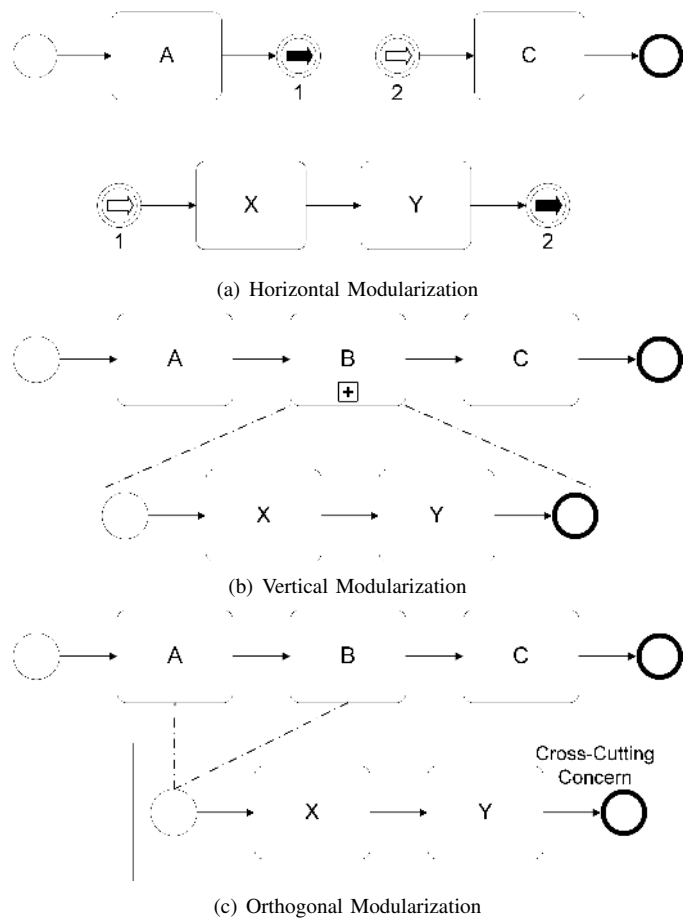 A
C
1
2
X
Y
1
2
(a) Horizontal Modularization
A
B
C
X
Y
(b) Vertical Modularization
A
B
C
Cross-Cutting
Concern
X
Y
(c) Orthogonal Modularization